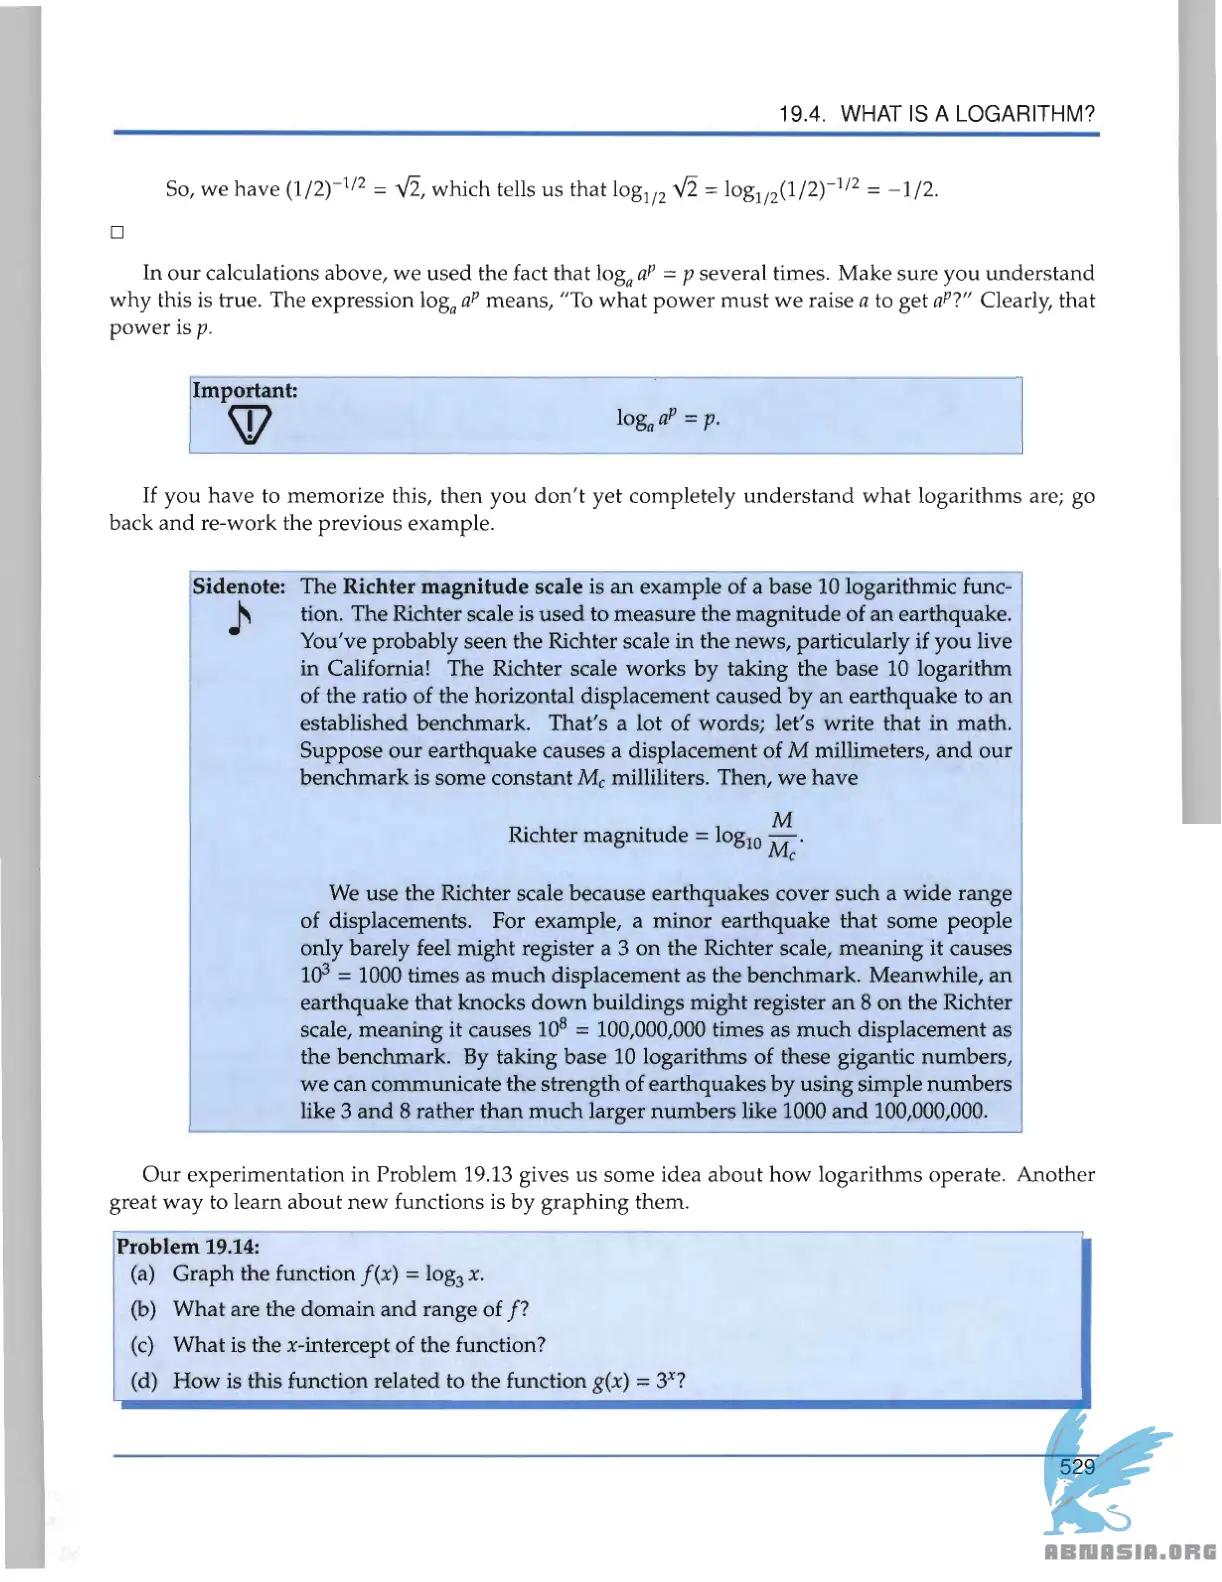 19.4. WHAT IS A LOGARITHM?
So, we have (1/2)^{-1/2} = √2, which tells us that log_{1/2} √2 = log_{1/2}(1/2)^{-1/2} = −1/2.
□
In our calculations above, we used the fact that log_a a^p = p several times. Make sure you understand
why this is true. The expression log_a a^p means, "To what power must we raise a to get a^p?" Clearly, that
power is p.
Important:
log_a a^p = p.
If you have to memorize this, then you don't yet completely understand what logarithms are; go
back and re-work the previous example.
Sidenote: The Richter magnitude scale is an example of a base 10 logarithmic func-
tion. The Richter scale is used to measure the magnitude of an earthquake.
You've probably seen the Richter scale in the news, particularly if you live
in California! The Richter scale works by taking the base 10 logarithm
of the ratio of the horizontal displacement caused by an earthquake to an
established benchmark. That's a lot of words; let's write that in math.
Suppose our earthquake causes a displacement of M millimeters, and our
benchmark is some constant M_c milliliters. Then, we have
Richter magnitude = log_{10} M/M_c.
We use the Richter scale because earthquakes cover such a wide range
of displacements. For example, a minor earthquake that some people
only barely feel might register a 3 on the Richter scale, meaning it causes
10^3 = 1000 times as much displacement as the benchmark. Meanwhile, an
earthquake that knocks down buildings might register an 8 on the Richter
scale, meaning it causes 10^8 = 100,000,000 times as much displacement as
the benchmark. By taking base 10 logarithms of these gigantic numbers,
we can communicate the strength of earthquakes by using simple numbers
like 3 and 8 rather than much larger numbers like 1000 and 100,000,000.
Our experimentation in Problem 19.13 gives us some idea about how logarithms operate. Another
great way to learn about new functions is by graphing them.
Problem 19.14:
(a) Graph the function f(x) = log_3 x.
(b) What are the domain and range of f?
(c) What is the x-intercept of the function?
(d) How is this function related to the function g(x) = 3^x?
529
ABNASIA.ORG